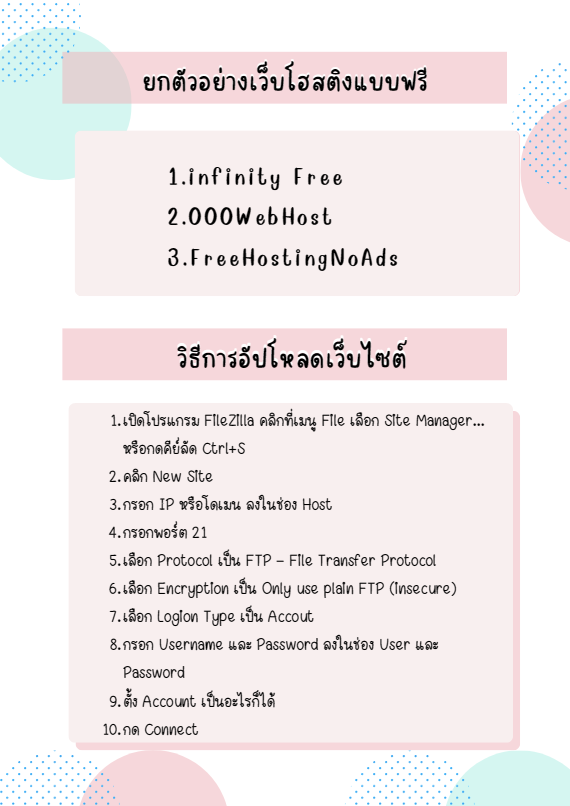 ยกตัวอย่างเว็บโฮสติงแบบฟรี
1.infinity Free
2.000WebHost
3.FreeHostingNoAds
วิธีการอัปโหลดเว็บไซต์
1.เปิดโปรแกรม FileZilla คลิกที่เมนู File เลือก Site Manager...
หรือกดคีย์ลัด Ctrl+S
2.คลิก New Site
3.กรอก IP หรือโดเมน ลงในช่อง Host
4.กรอกพอร์ต 21
5.เลือก Protocol เป็น FTP – File Transfer Protocol
6.เลือก Encryption เป็น Only use plain FTP (insecure)
7.เลือก Logion Type เป็น Accout
8.กรอก Username และ Password ลงในช่อง User และ
Password
9.ตั้ง Account เป็นอะไรก็ได้
10.กด Connect